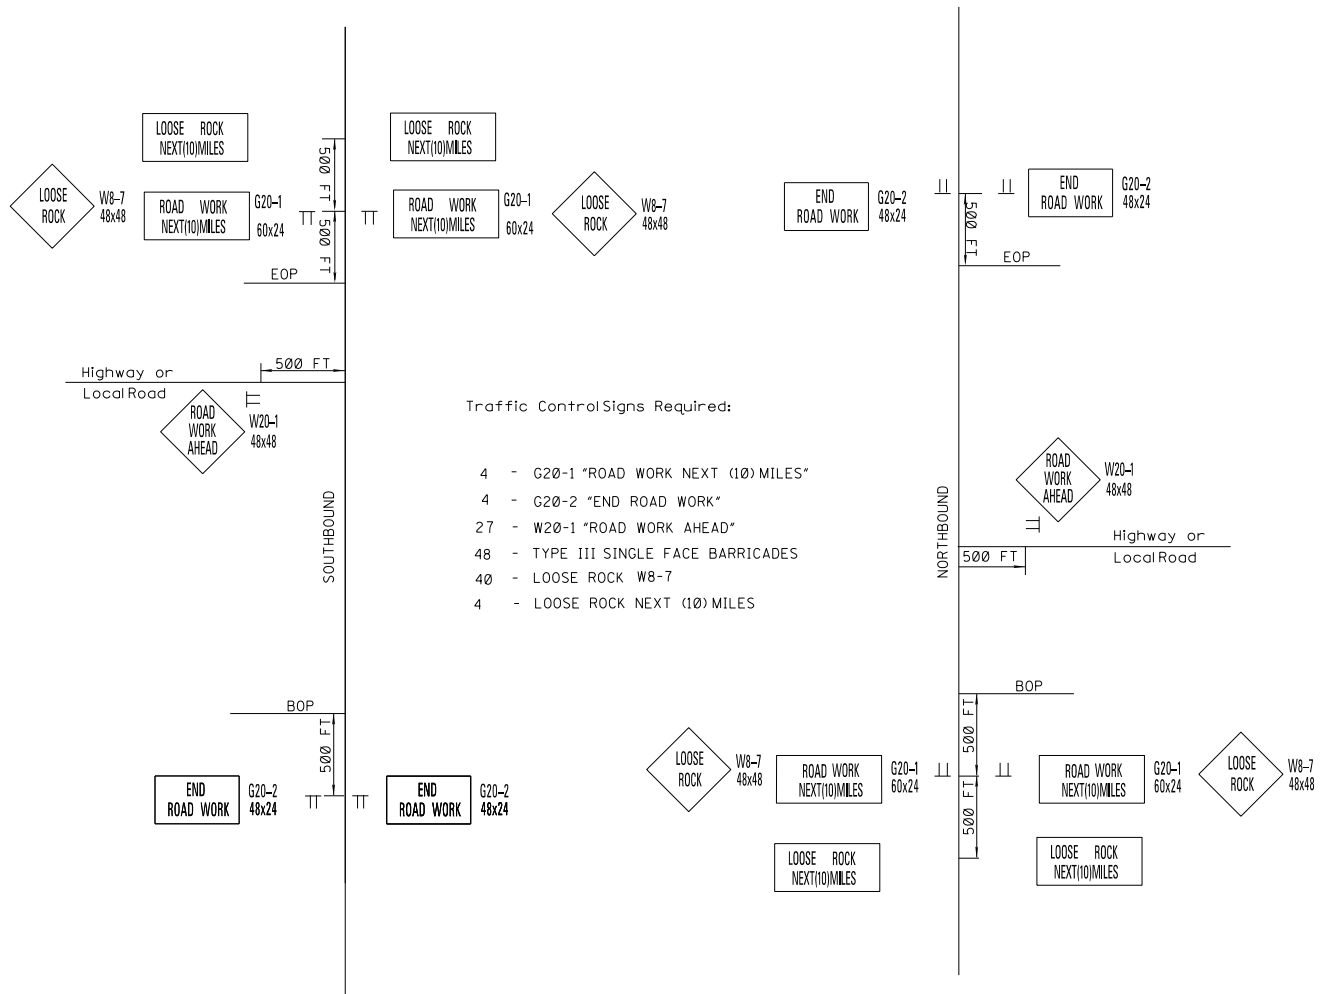 LOOSE ROCK
NEXT(10)MILES
LOOSE ROCK
NEXT(10)MILES
500 FT
LOOSE
ROCK
W8-7
48x48
ROAD WORK
NEXT(10)MILES
G20-1
60x24
ROAD WORK
NEXT(10)MILES
G20-1
60x24
LOOSE
ROCK
W8-7
48x48
500 FT
EOP
END
ROAD WORK
G20-2
48x24
END
ROAD WORK
G20-2
48x24
500 FT
EOP
500 FT
Highway or
Local Road
ROAD
WORK
AHEAD
W20-1
48x48
SOUTHBOUND
Traffic Control Signs Required:
4 - G20-1 "ROAD WORK NEXT (10) MILES"
4 - G20-2 "END ROAD WORK"
27 - W20-1 "ROAD WORK AHEAD"
48 - TYPE III SINGLE FACE BARRICADES
40 - LOOSE ROCK W8-7
4 - LOOSE ROCK NEXT (10) MILES
NORTHBOUND
ROAD
WORK
AHEAD
W20-1
48x48
Highway or
Local Road
500 FT
BOP
500 FT
END
ROAD WORK
G20-2
48x24
END
ROAD WORK
G20-2
48x24
BOP
500 FT
LOOSE
ROCK
W8-7
48x48
ROAD WORK
NEXT(10)MILES
G20-1
60x24
ROAD WORK
NEXT(10)MILES
G20-1
60x24
LOOSE
ROCK
W8-7
48x48
500 FT
LOOSE ROCK
NEXT(10)MILES
LOOSE ROCK
NEXT(10)MILES